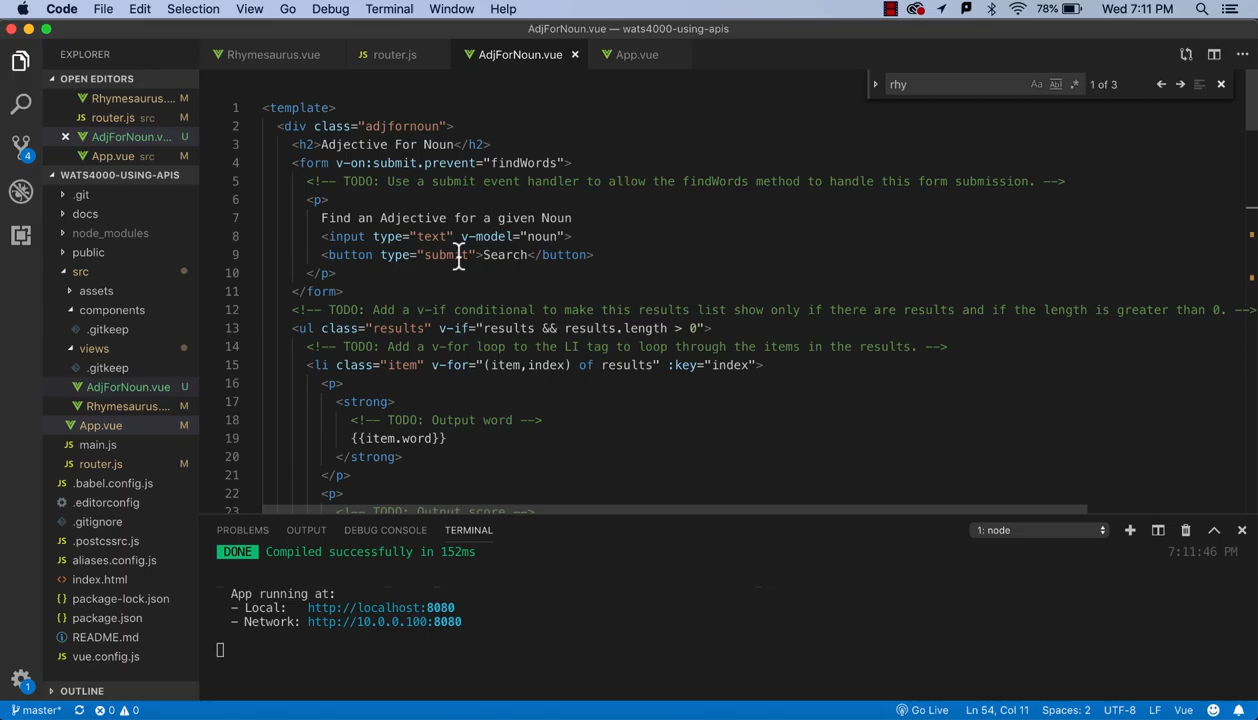 Code File Edit Selection View Go Debug Terminal Window Help 78% Wed 7:11 PM
AdjForNoun.vue — wats4000-using-apis
EXPLORER
Rhymesaurus.vue router.js AdjForNoun.vue × App.vue
OPEN EDITORS
Rhymesaurus.... M
router.js src M
AdjForNoun.v... U
App.vue src M
rhy Aa Abl .* 1 of 3
WATS4000-USING-APIS
.git
docs
node_modules
public
src
assets
components
.gitkeep
views
.gitkeep
AdjForNoun.vue U
Rhymesaurus.... M
App.vue M
main.js
router.js M
.babel.config.js
.editorconfig
.gitignore
.postcssrc.js
aliases.config.js
index.html
package-lock.json
package.json
README.md
vue.config.js
OUTLINE
1 <template>
2 <div class="adjfornoun">
3 <h2>Adjective For Noun</h2>
4 <form v-on:submit.prevent="findWords">
5 <!-- TODO: Use a submit event handler to allow the findWords method to handle this form submission. -->
6 <p>
7 Find an Adjective for a given Noun
8 <input type="text" v-model="noun">
9 <button type="submit">Search</button>
10 </p>
11 </form>
12 <!-- TODO: Add a v-if conditional to make this results list show only if there are results and if the length is greater than 0. -->
13 <ul class="results" v-if="results && results.length > 0">
14 <!-- TODO: Add a v-for loop to the LI tag to loop through the items in the results. -->
15 <li class="item" v-for="(item,index) of results" :key="index">
16 <p>
17 <strong>
18 <!-- TODO: Output word -->
19 {{item.word}}
20 </strong>
21 </p>
22 <p>
23 <!-- TODO: Output score -->
PROBLEMS OUTPUT DEBUG CONSOLE TERMINAL 1: node
DONE Compiled successfully in 152ms 7:11:46 PM
App running at:
- Local: http://localhost:8080
- Network: http://10.0.0.100:8080
4
1
master* 0 0 Go Live Ln 54, Col 11 Spaces: 2 UTF-8 LF Vue